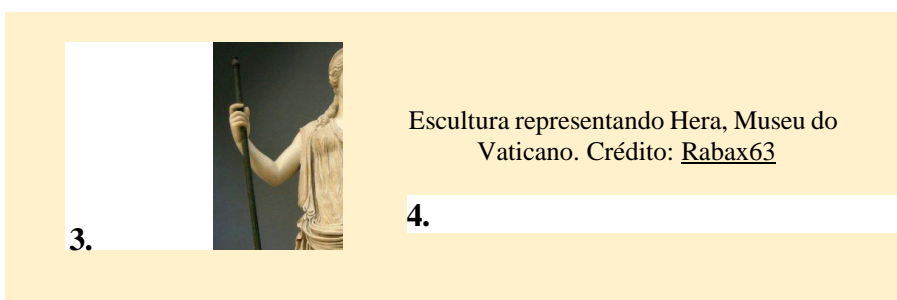 3.
Escultura representando Hera, Museu do
Vaticano. Crédito: Rabax63
4.